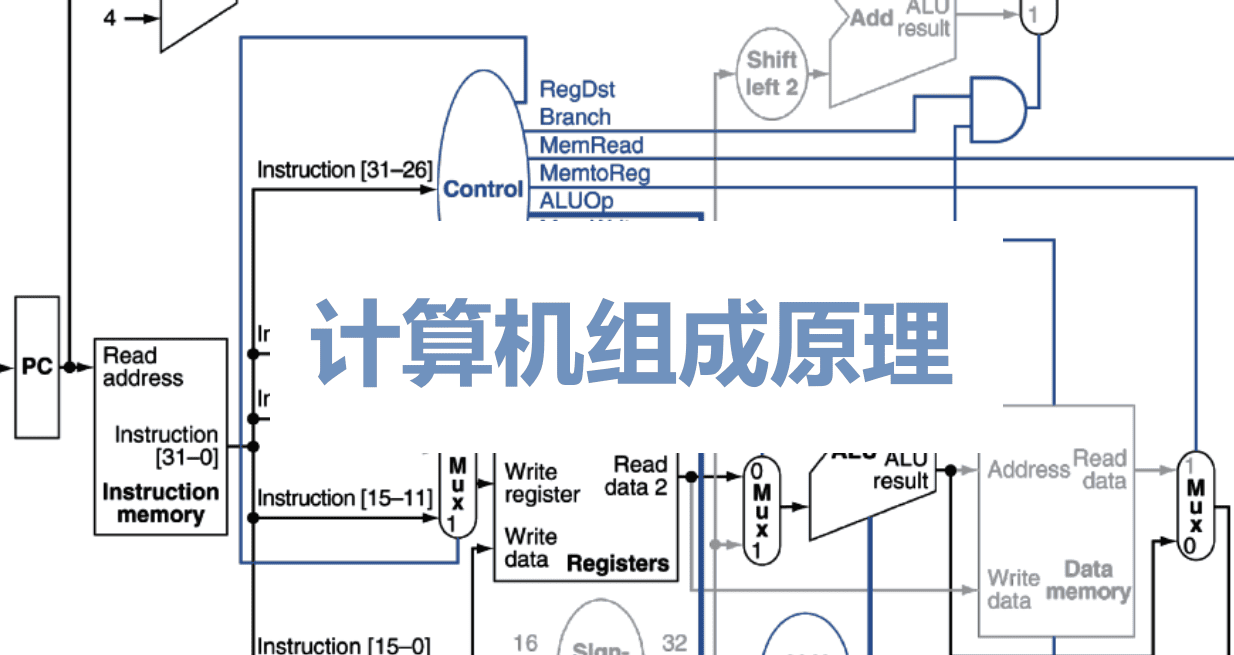 4
Add
ALU
result
1
Shift
left 2
RegDst
Branch
MemRead
MemtoReg
ALUOp
Instruction [31–26]
Control
计算机组成原理
PC
Read
address
Instruction
[31–0]
Instruction
memory
Instruction [15–11]
M
u
x
1
Write
register
Write
data
Read
data 2
Registers
0
M
u
x
1
ALU
ALU
result
Address
Read
data
Write
data
Data
memory
1
M
u
x
0
Instruction [15–0]
16
Sign-
32